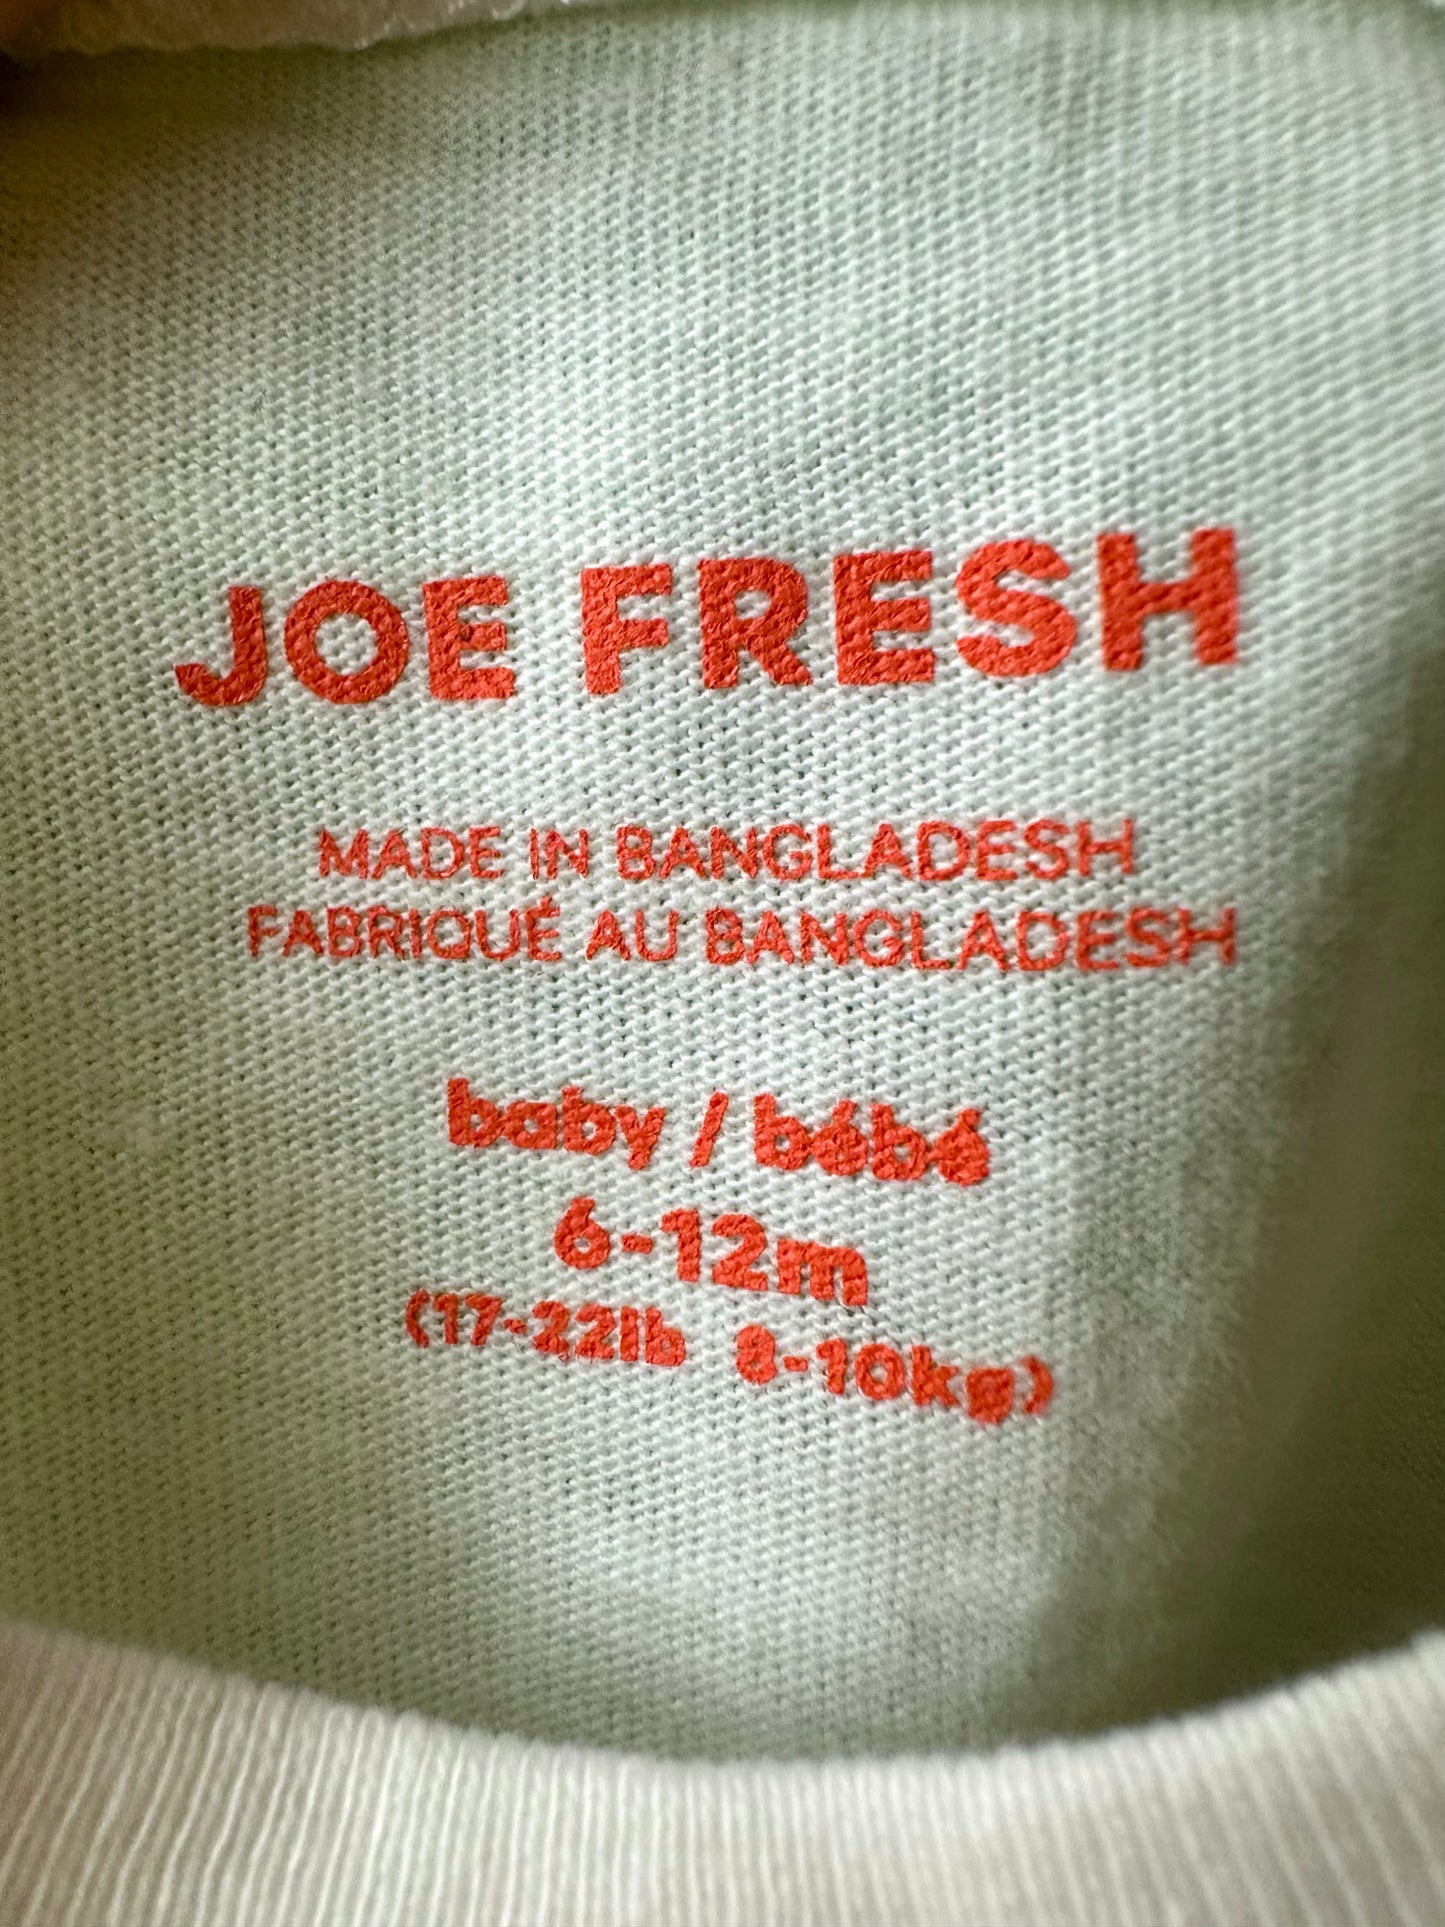 JOE FRESH
MADE IN BANGLADESH
FABRIQUÉ AU BANGLADESH
baby / bébé
6-12m
(17-22lb 8-10kg)